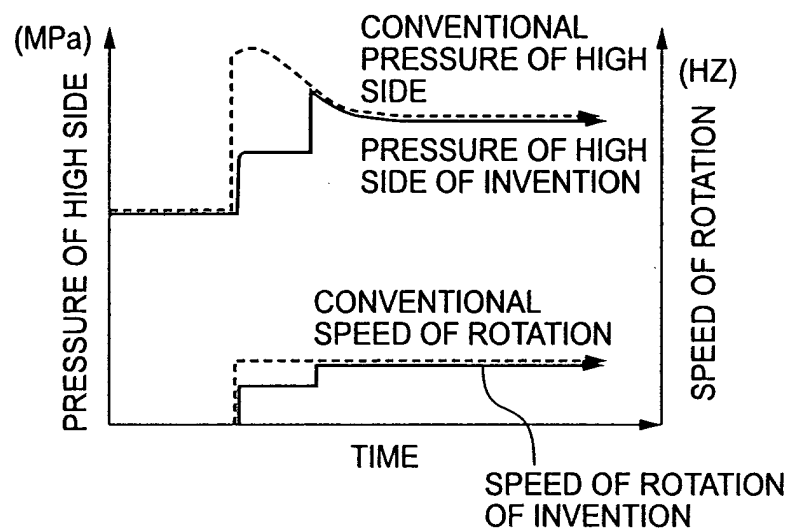 (MPa)
PRESSURE OF HIGH SIDE
CONVENTIONAL
PRESSURE OF HIGH
SIDE
PRESSURE OF HIGH
SIDE OF INVENTION
(HZ)
SPEED OF ROTATION
CONVENTIONAL
SPEED OF ROTATION
TIME
SPEED OF ROTATION
OF INVENTION